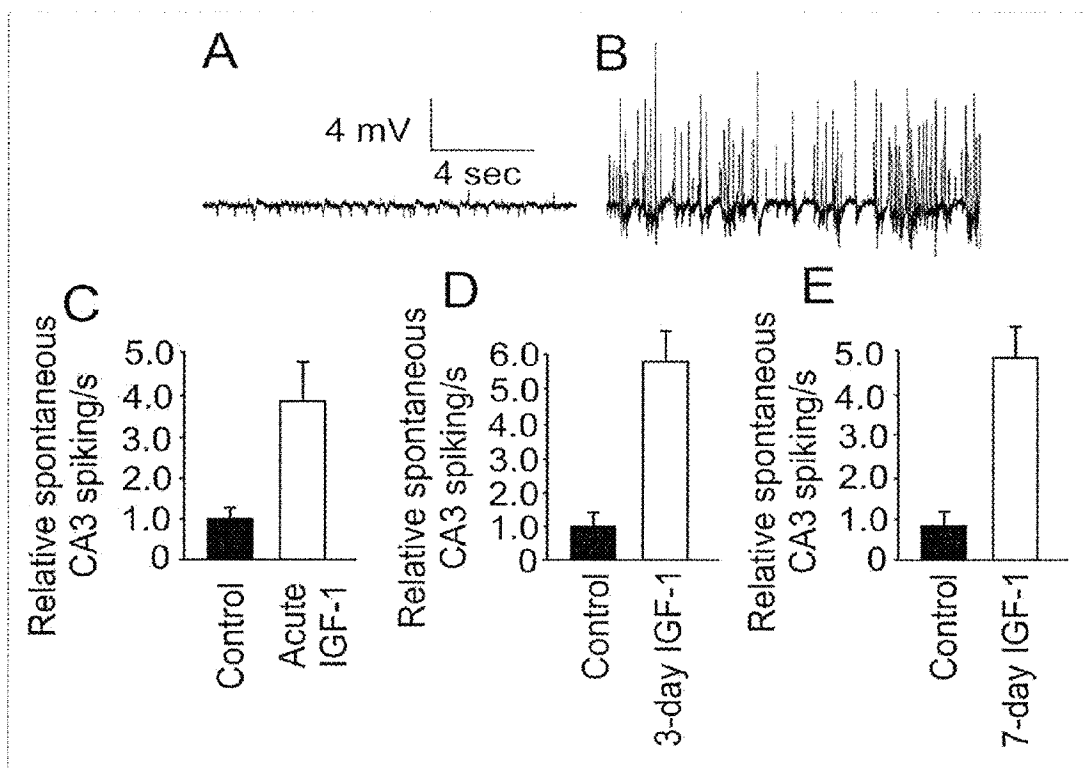 A
B
4 mV
4 sec
C
Relative spontaneous
CA3 spiking/s
5.0
4.0
3.0
2.0
1.0
0
Control
Acute
IGF-1
D
Relative spontaneous
CA3 spiking/s
6.0
5.0
4.0
3.0
2.0
1.0
0
Control
3-day IGF-1
E
Relative spontaneous
CA3 spiking/s
5.0
4.0
3.0
2.0
1.0
0
Control
7-day IGF-1